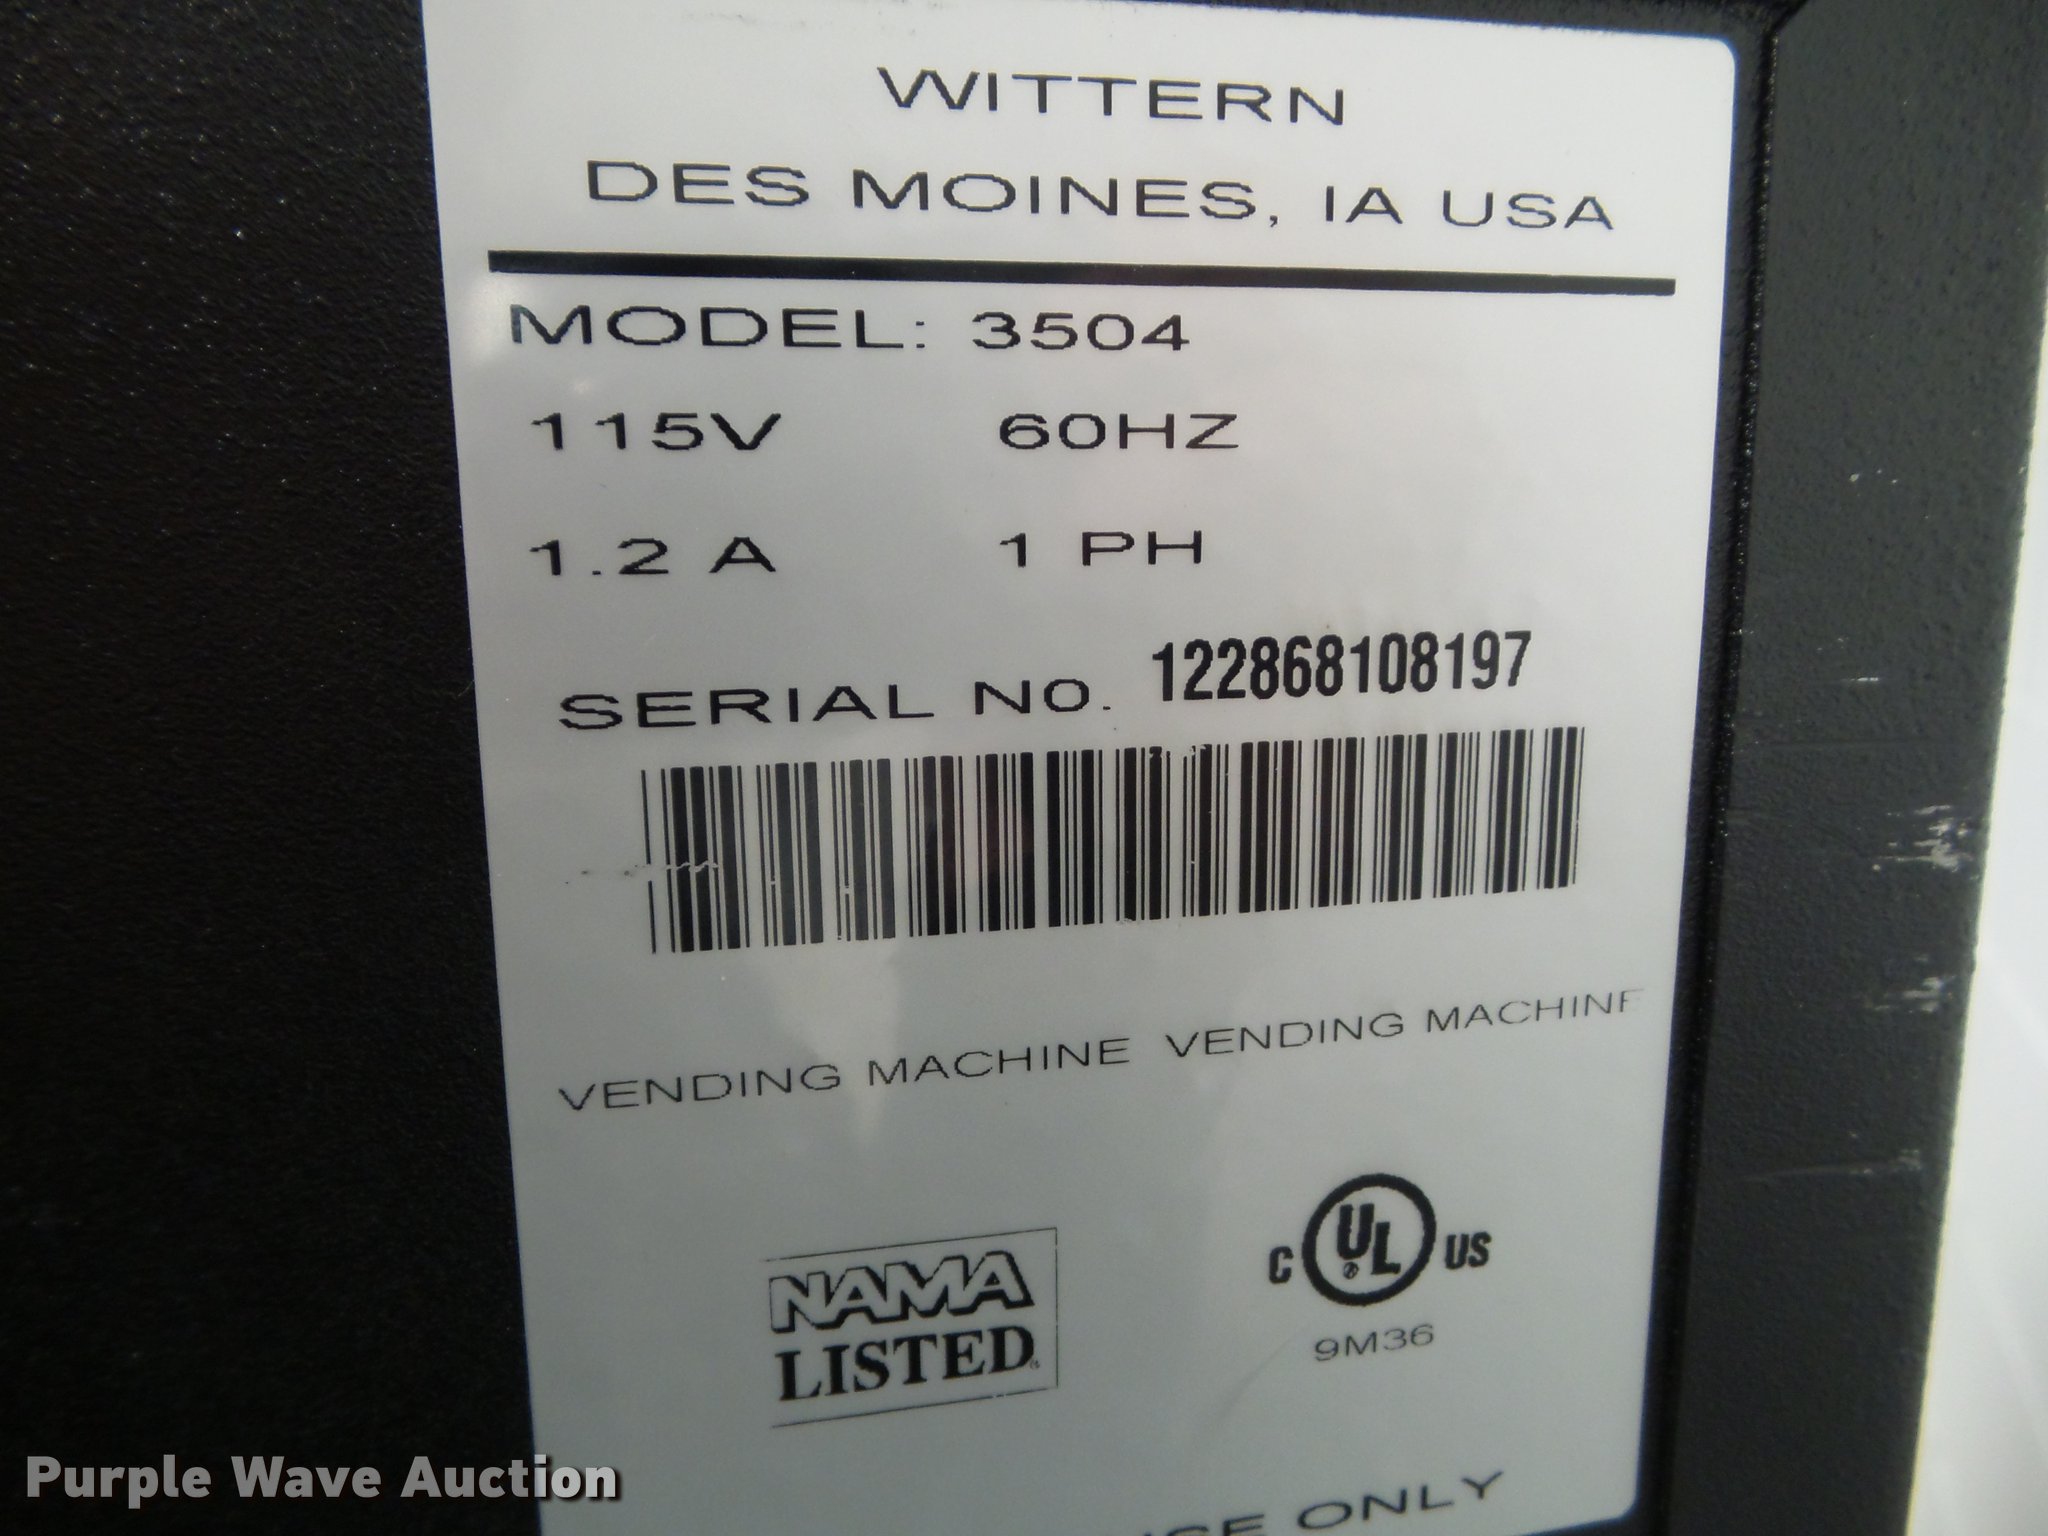 WITTERN
DES MOINES, IA USA
MODEL: 3504
115V 60HZ
1.2 A 1 PH
SERIAL NO. 122868108197
VENDING MACHINE VENDING MACHINE
NAMA
LISTED
C UL US
9M36
ONLY
Purple Wave Auction